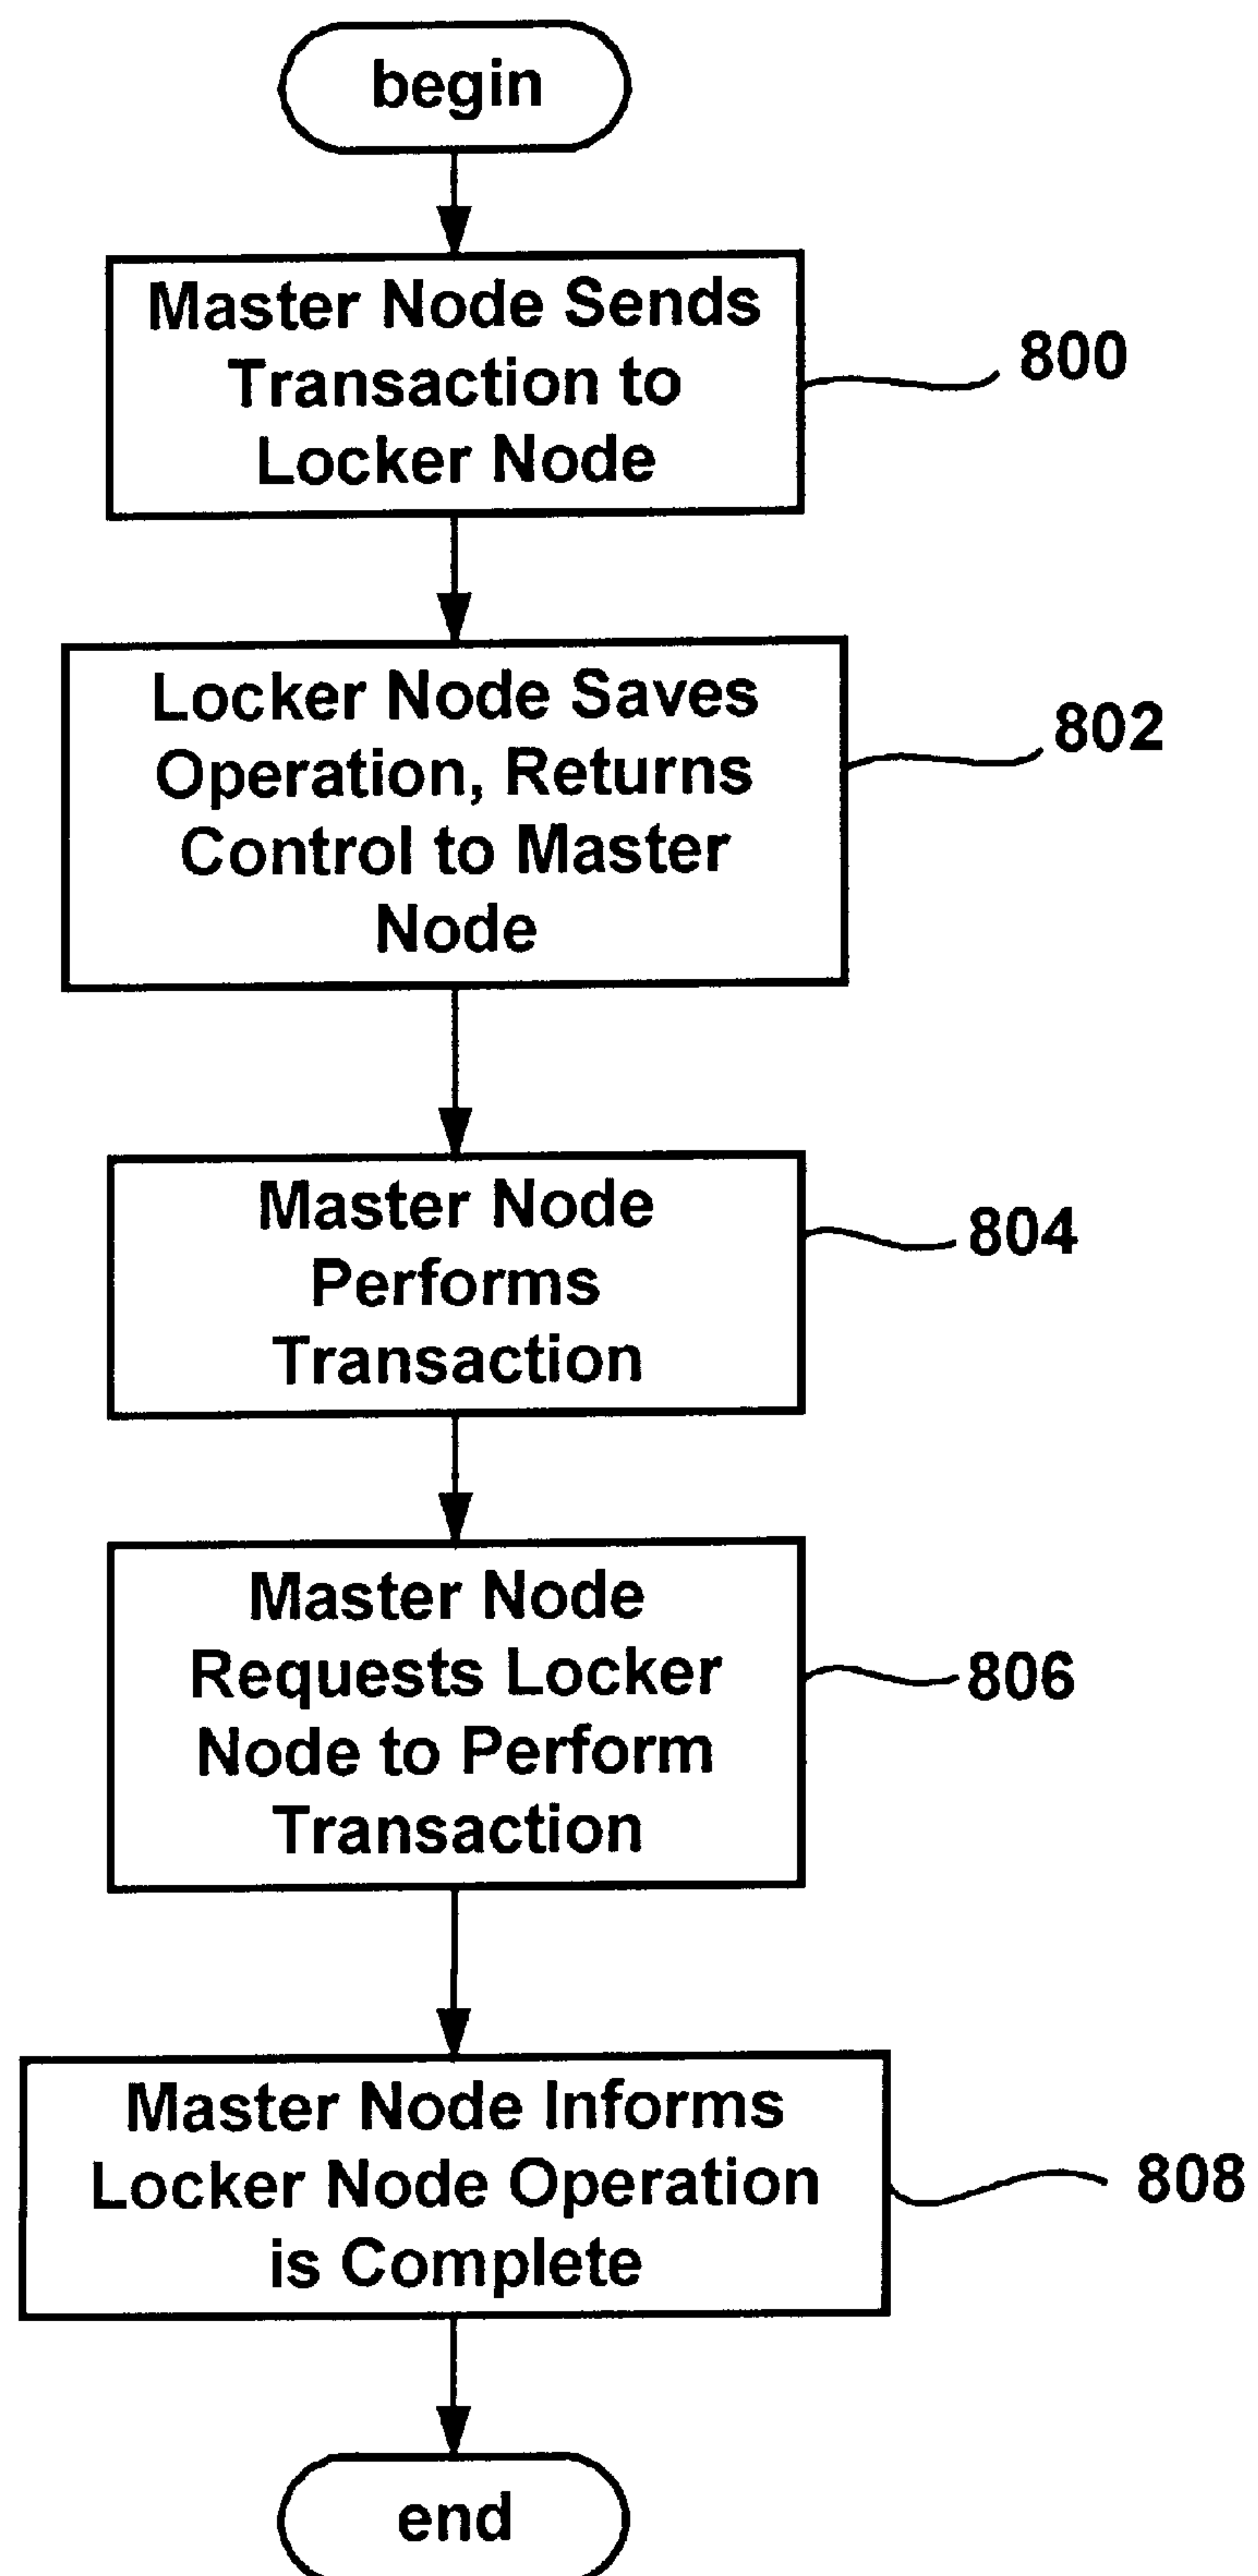 begin
Master Node Sends
Transaction to
Locker Node
800
Locker Node Saves
Operation, Returns
Control to Master
Node
802
Master Node
Performs
Transaction
804
Master Node
Requests Locker
Node to Perform
Transaction
806
Master Node Informs
Locker Node Operation
is Complete
808
end